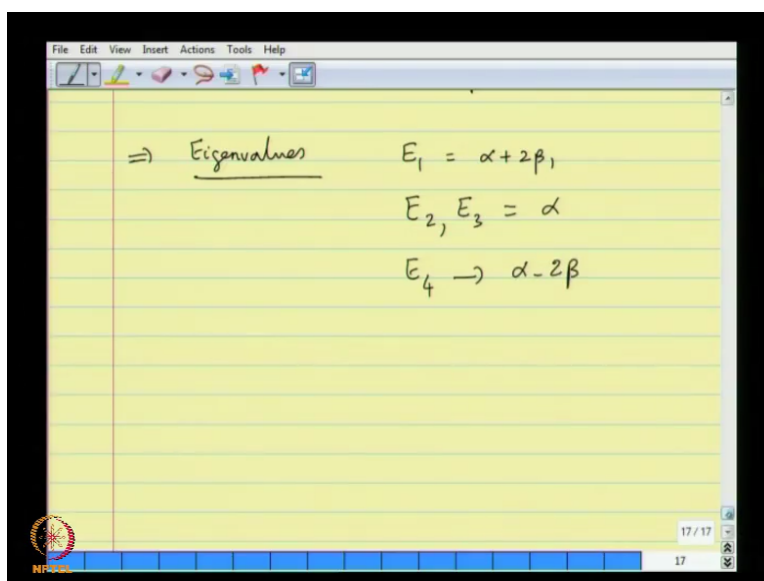 File Edit View Insert Actions Tools Help
⇒ Eigenvalues E₁ = α + 2β,
E₂, E₃ = α
E₄ → α - 2β
17 / 17
17
NPTEL